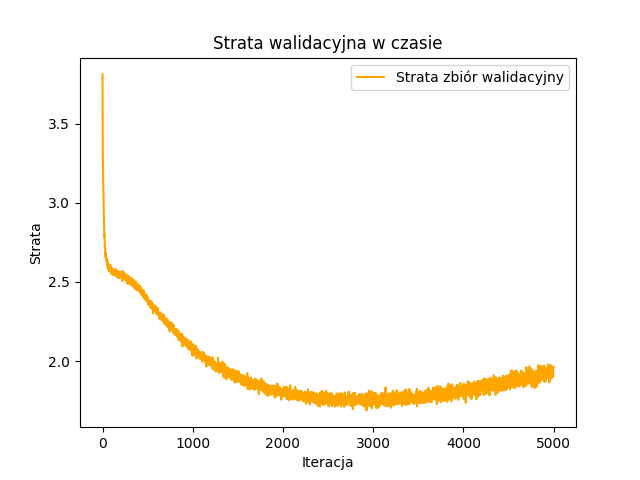 Strata walidacyjna w czasie
Strata zbiór walidacyjny
3.5
3.0
2.5
2.0
Strata
0 1000 2000 3000 4000 5000
Iteracja